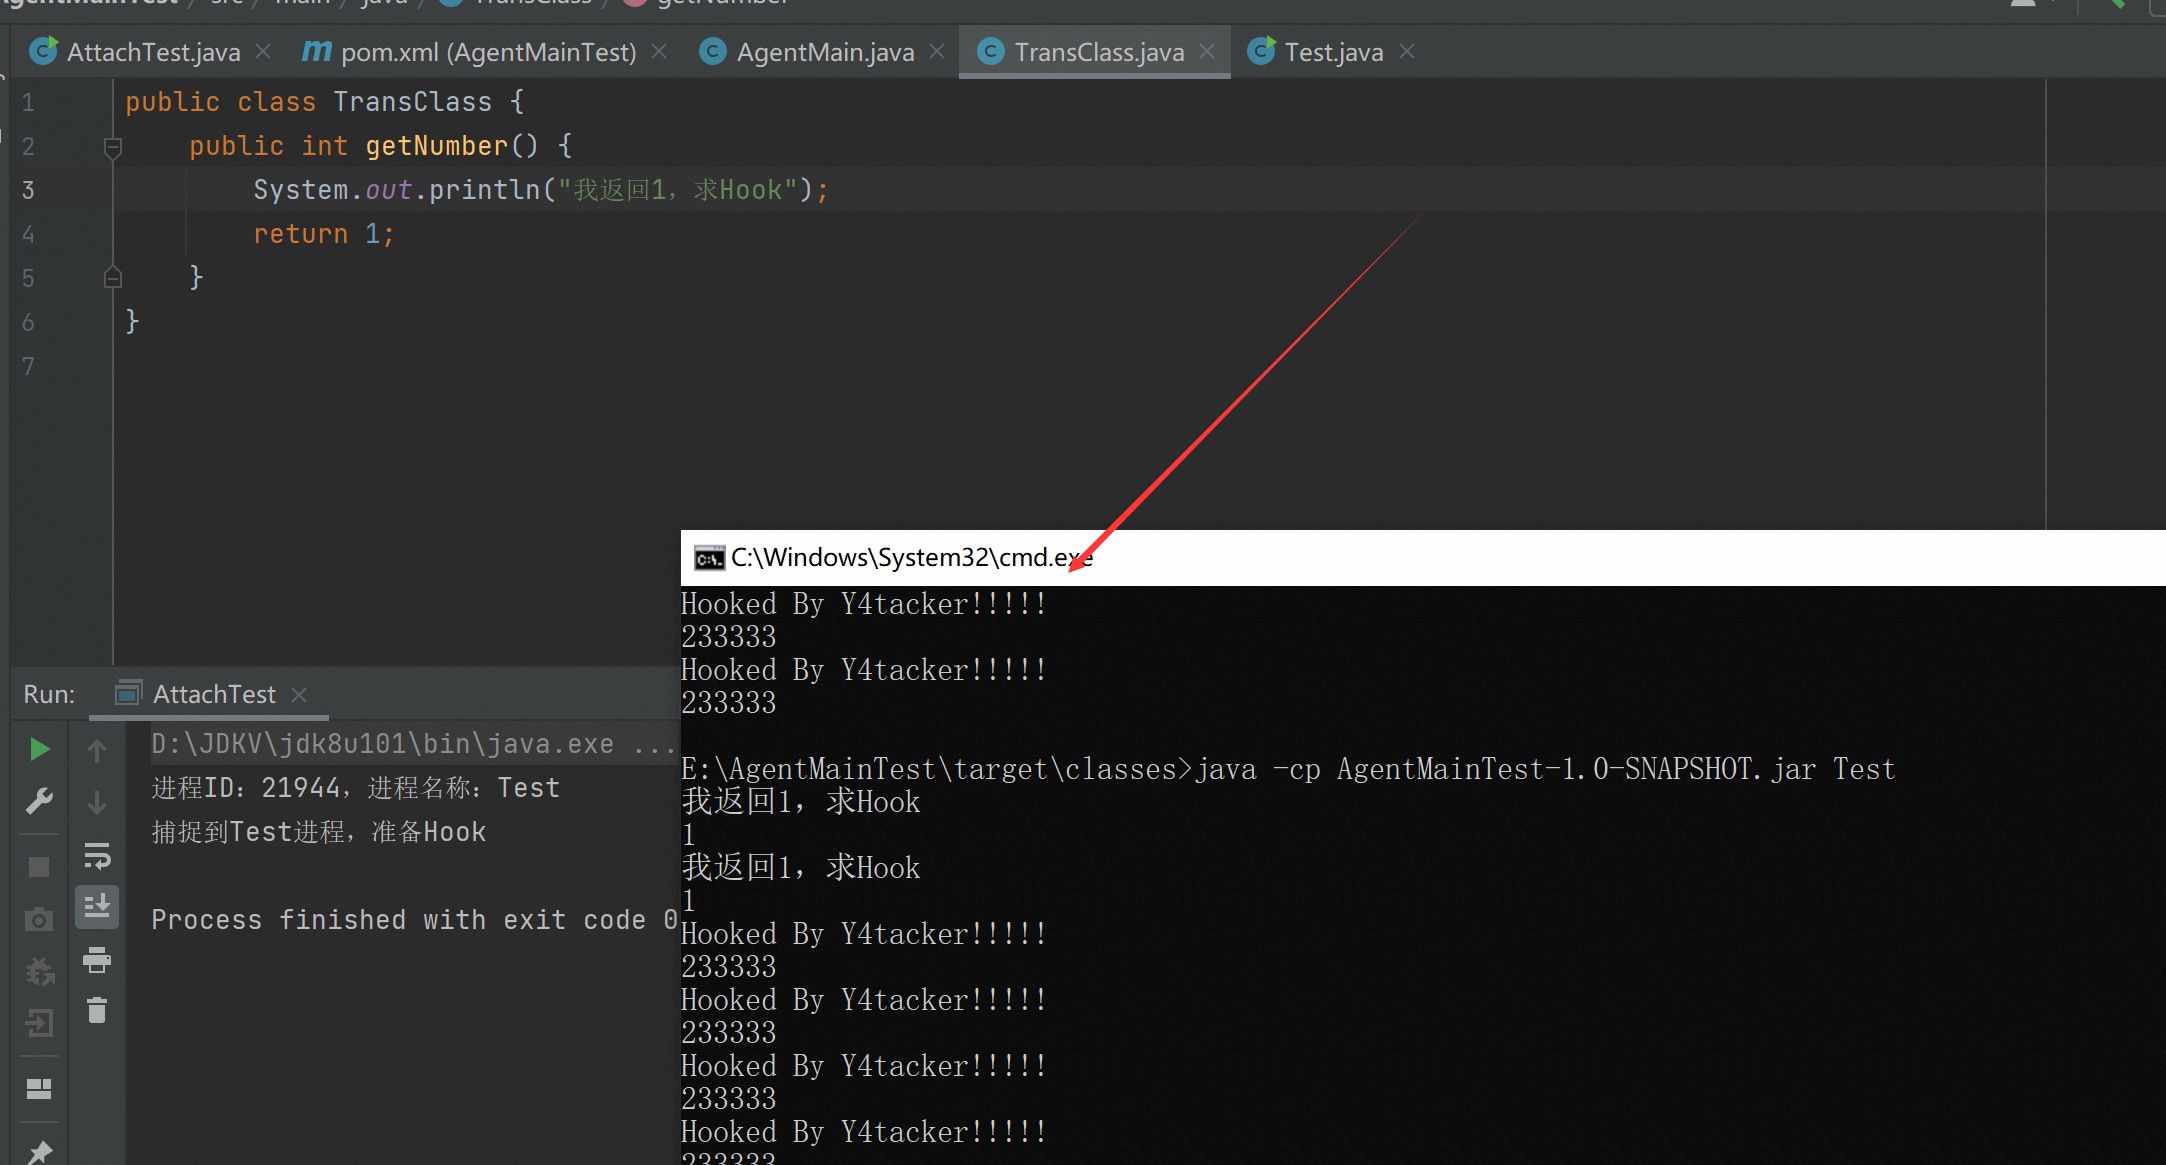 AgentMainTest / src / main / java / TransClass / getNumber
AttachTest.java × m pom.xml (AgentMainTest) × AgentMain.java × TransClass.java × Test.java ×
1 public class TransClass {
2 public int getNumber() {
3 System.out.println("我返回1，求Hook");
4 return 1;
5 }
6 }
7
Run: AttachTest ×
D:\JDKV\jdk8u101\bin\java.exe ...
进程ID：21944，进程名称：Test
捕捉到Test进程，准备Hook
Process finished with exit code 0
C:\Windows\System32\cmd.exe
Hooked By Y4tacker!!!!!
233333
Hooked By Y4tacker!!!!!
233333
E:\AgentMainTest\target\classes>java -cp AgentMainTest-1.0-SNAPSHOT.jar Test
我返回1，求Hook
1
我返回1，求Hook
1
Hooked By Y4tacker!!!!!
233333
Hooked By Y4tacker!!!!!
233333
Hooked By Y4tacker!!!!!
233333
Hooked By Y4tacker!!!!!
233333